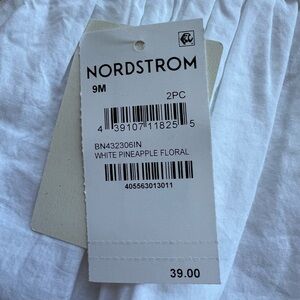 NORDSTROM
9M
2PC
4 39107 11825 5
BN432306IN
WHITE PINEAPPLE FLORAL
405563013011
39.00